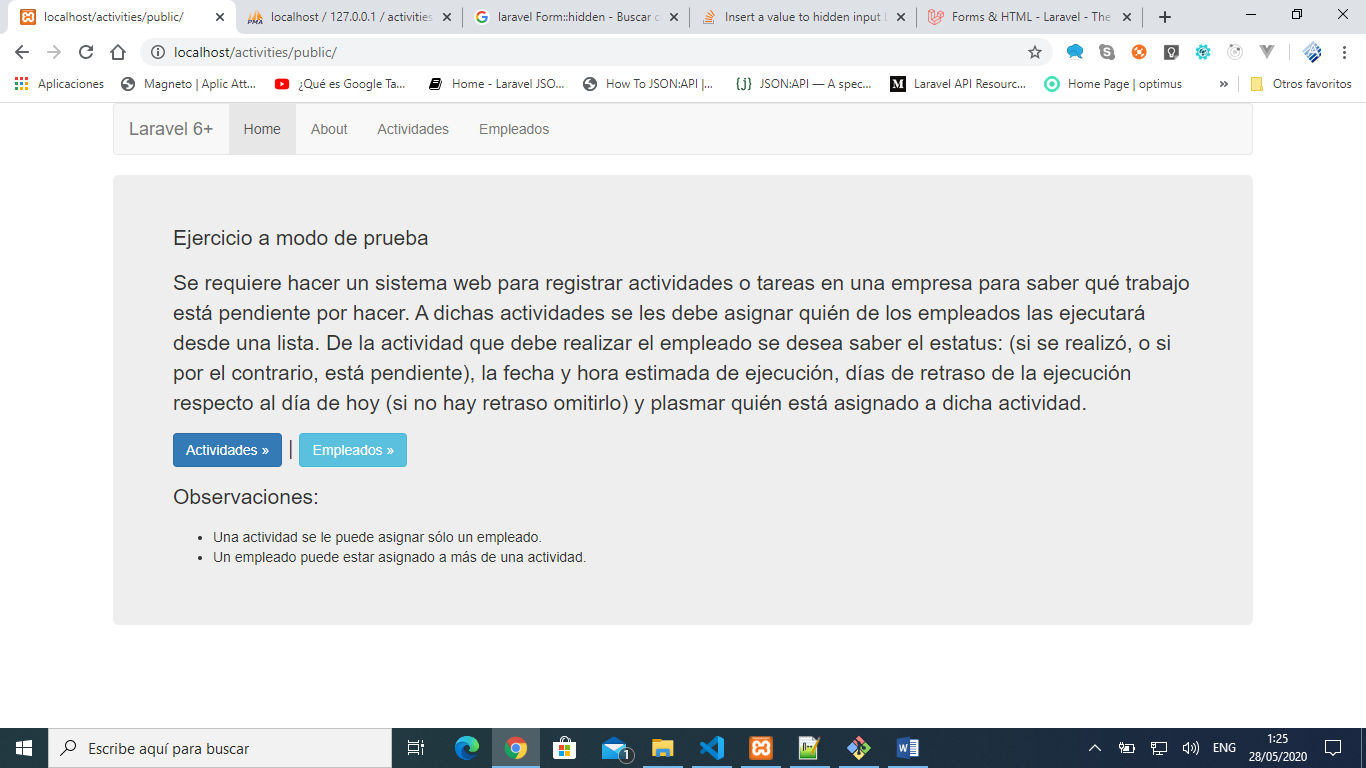 localhost/activities/public/
localhost / 127.0.0.1 / activities
laravel Form::hidden - Buscar c
Insert a value to hidden input L
Forms & HTML - Laravel - The
localhost/activities/public/
Aplicaciones
Magneto | Aplic Att...
¿Qué es Google Ta...
Home - Laravel JSO...
How To JSON:API |...
{j} JSON:API — A spec...
M Laravel API Resourc...
Home Page | optimus
»
Otros favoritos
Laravel 6+ Home About Actividades Empleados
Ejercicio a modo de prueba
Se requiere hacer un sistema web para registrar actividades o tareas en una empresa para saber qué trabajo
está pendiente por hacer. A dichas actividades se les debe asignar quién de los empleados las ejecutará
desde una lista. De la actividad que debe realizar el empleado se desea saber el estatus: (si se realizó, o si
por el contrario, está pendiente), la fecha y hora estimada de ejecución, días de retraso de la ejecución
respecto al día de hoy (si no hay retraso omitirlo) y plasmar quién está asignado a dicha actividad.
Actividades » | Empleados »
Observaciones:
• Una actividad se le puede asignar sólo un empleado.
• Un empleado puede estar asignado a más de una actividad.
Escribe aquí para buscar
1
ENG
1:25
28/05/2020